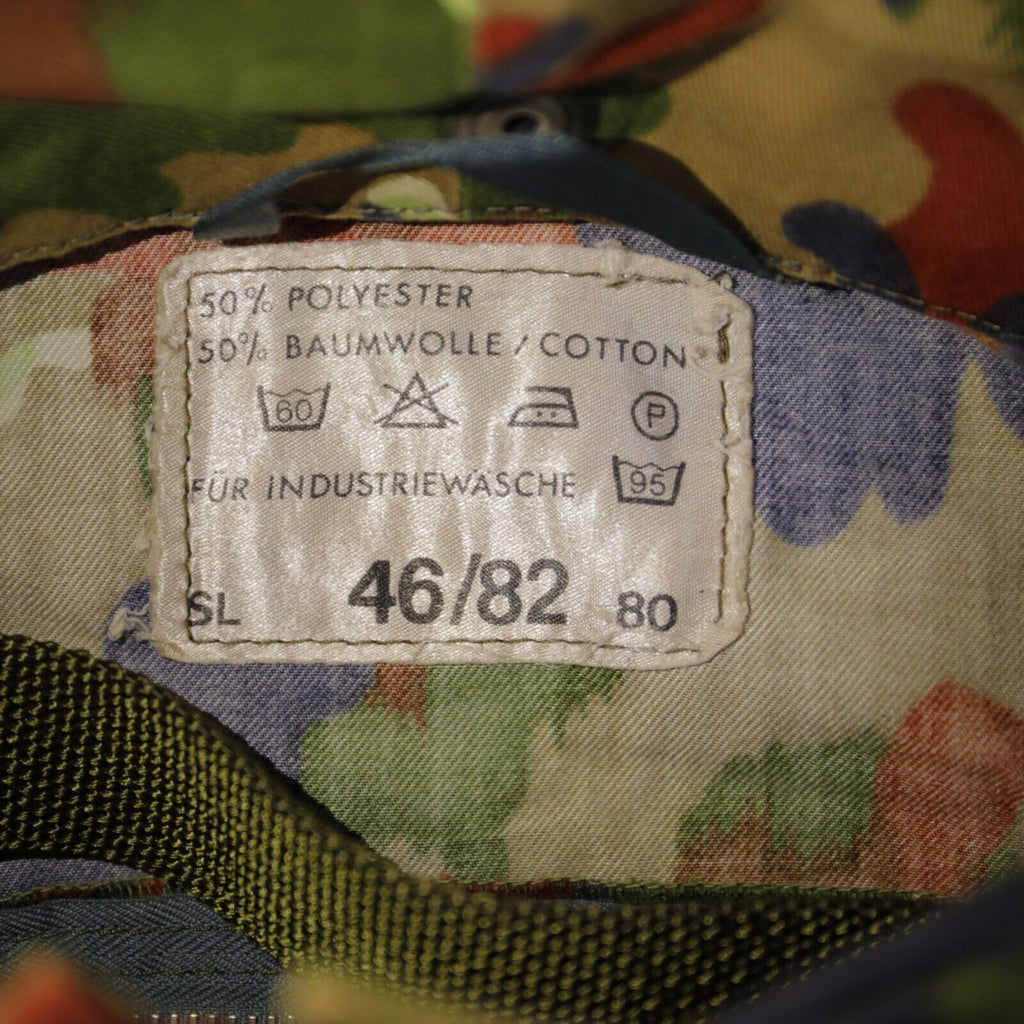 50% POLYESTER
50% BAUMWOLLE / COTTON
60 P
FÜR INDUSTRIEWÄSCHE 95
SL 46/82 80